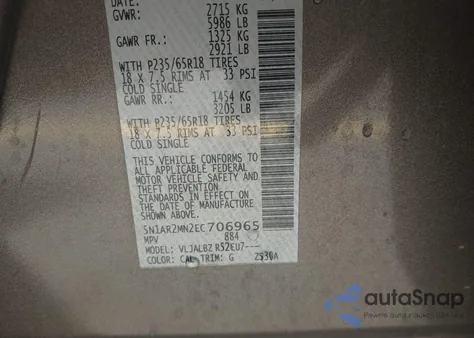 DATE:
GVWR: 2715 KG
5986 LB
GAWR FR.: 1325 KG
2921 LB
WITH P235/65R18 TIRES
18 X 7.5 RIMS AT 33 PSI
COLD SINGLE
GAWR RR.: 1454 KG
3205 LB
WITH P235/65R18 TIRES
18 X 7.5 RIMS AT 33 PSI
COLD SINGLE
THIS VEHICLE CONFORMS TO
ALL APPLICABLE FEDERAL
MOTOR VEHICLE SAFETY AND
THEFT PREVENTION
STANDARDS IN EFFECT ON
THE DATE OF MANUFACTURE
SHOWN ABOVE.
5N1AR2MN2EC706965
MPV 884
MODEL: VLJALBZ R52EU7---
COLOR: CAL TRIM: G 2530A
autoSnap